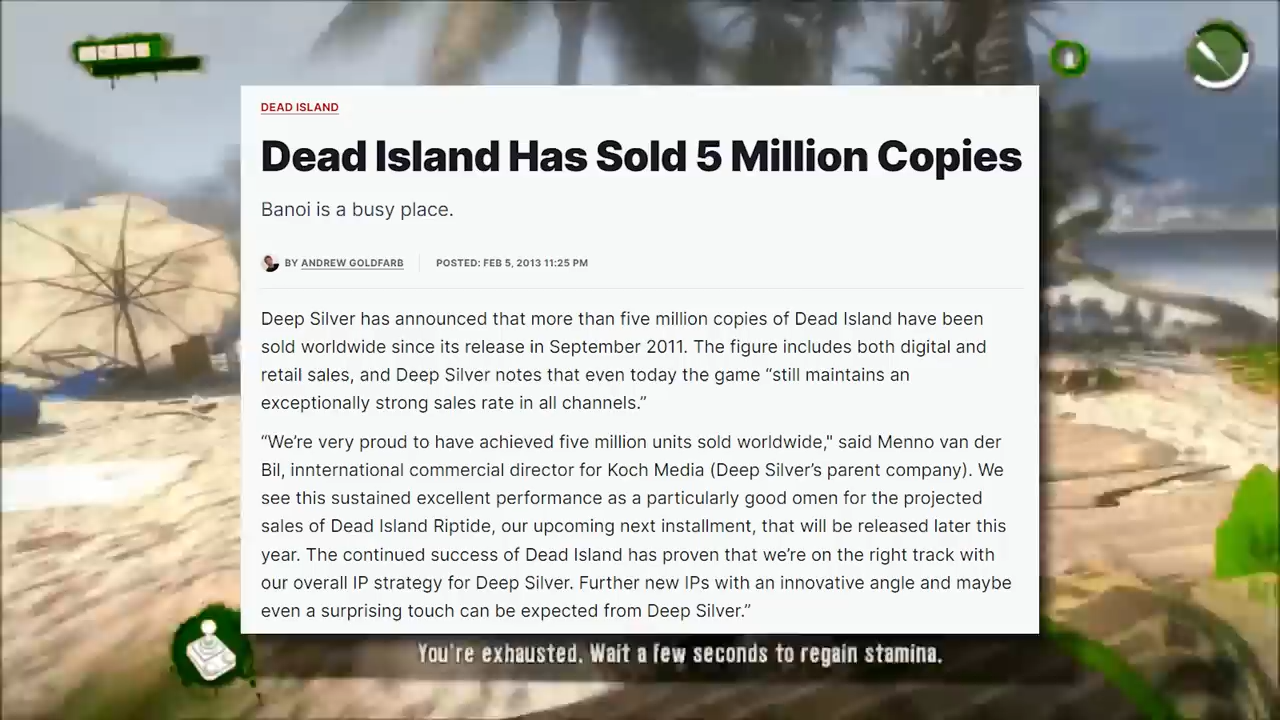 DEAD ISLAND
Dead Island Has Sold 5 Million Copies
Banoi is a busy place.
BY ANDREW GOLDFARB POSTED: FEB 5, 2013 11:25 PM
Deep Silver has announced that more than five million copies of Dead Island have been
sold worldwide since its release in September 2011. The figure includes both digital and
retail sales, and Deep Silver notes that even today the game “still maintains an
exceptionally strong sales rate in all channels.”
“We’re very proud to have achieved five million units sold worldwide," said Menno van der
Bil, innternational commercial director for Koch Media (Deep Silver’s parent company). We
see this sustained excellent performance as a particularly good omen for the projected
sales of Dead Island Riptide, our upcoming next installment, that will be released later this
year. The continued success of Dead Island has proven that we’re on the right track with
our overall IP strategy for Deep Silver. Further new IPs with an innovative angle and maybe
even a surprising touch can be expected from Deep Silver.”
You're exhausted. Wait a few seconds to regain stamina.